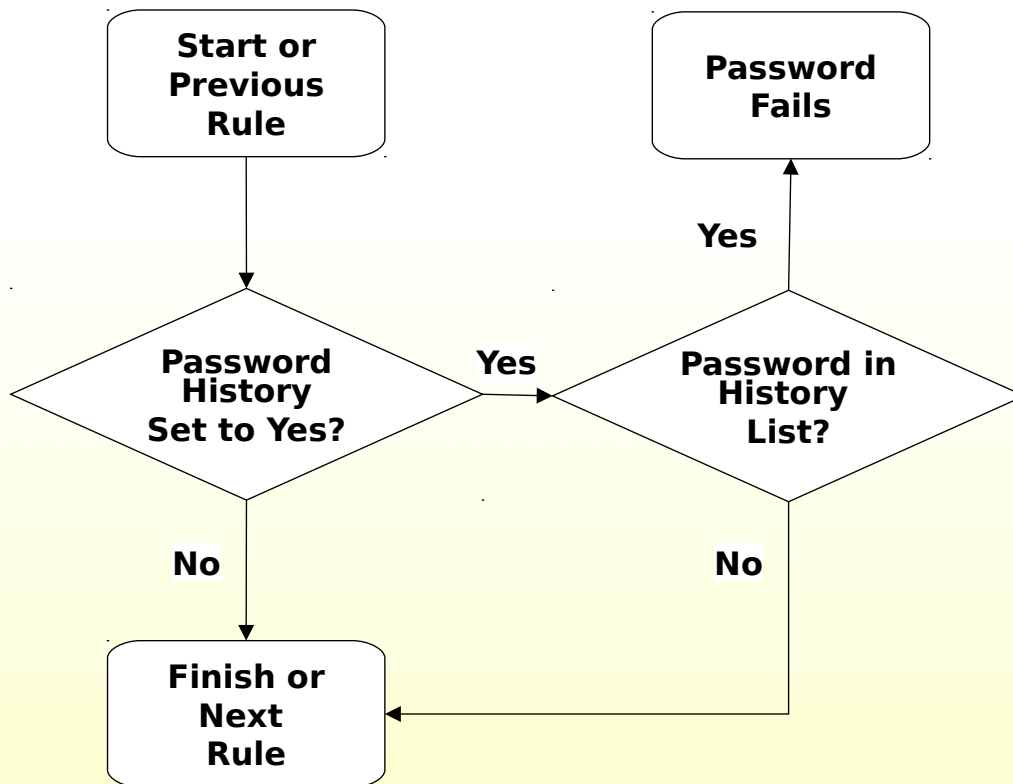 Start or
Previous
Rule
Password
Fails
Yes
Password
History
Set to Yes?
Yes
Password in
History
List?
No
No
Finish or
Next
Rule